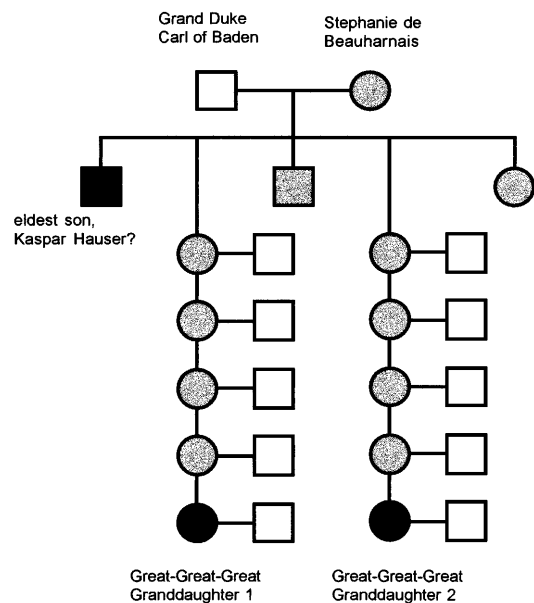 Grand Duke
Carl of Baden
Stephanie de
Beauharnais
eldest son,
Kaspar Hauser?
Great-Great-Great
Granddaughter 1
Great-Great-Great
Granddaughter 2